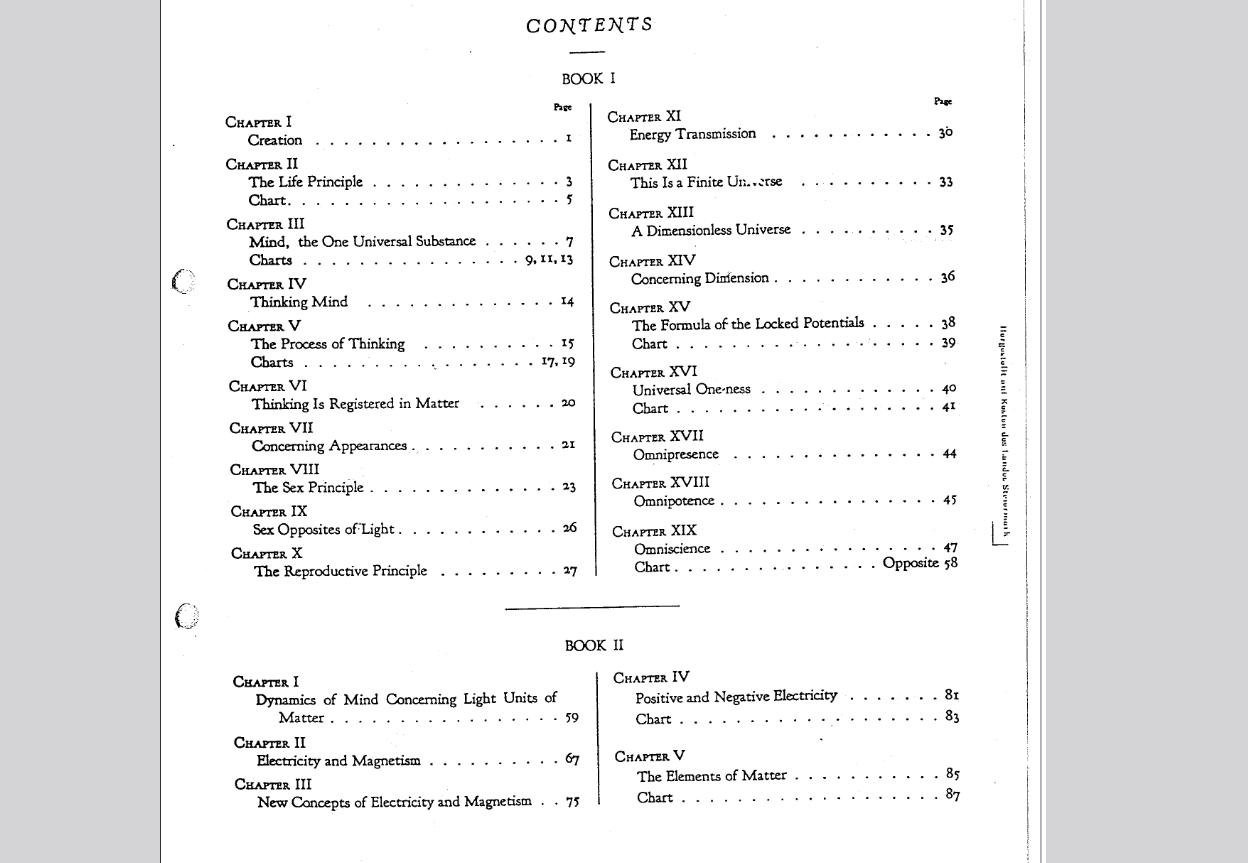 CONTENTS
BOOK I
Page
CHAPTER I
Creation . . . . . . . . . . . . . . . . . . 1
CHAPTER II
The Life Principle . . . . . . . . . . . . . . 3
Chart. . . . . . . . . . . . . . . . . . . 5
CHAPTER III
Mind, the One Universal Substance . . . . . . 7
Charts . . . . . . . . . . . . . . . 9, 11, 13
CHAPTER IV
Thinking Mind . . . . . . . . . . . . . 14
CHAPTER V
The Process of Thinking . . . . . . . . . . 15
Charts . . . . . . . . . . . . . . . . 17, 19
CHAPTER VI
Thinking Is Registered in Matter . . . . . . 20
CHAPTER VII
Concerning Appearances . . . . . . . . . . . 21
CHAPTER VIII
The Sex Principle . . . . . . . . . . . . . 23
CHAPTER IX
Sex Opposites of Light . . . . . . . . . . . . 26
CHAPTER X
The Reproductive Principle . . . . . . . . . 27
Page
CHAPTER XI
Energy Transmission . . . . . . . . . . . . 30
CHAPTER XII
This Is a Finite . . . . . . . . . . 33
CHAPTER XIII
A Dimensionless Universe . . . . . . . . . . 35
CHAPTER XIV
Concerning Dimension . . . . . . . . . . . . 36
CHAPTER XV
The Formula of the Locked Potentials . . . . . 38
Chart . . . . . . . . . . . . . . . . . . 39
CHAPTER XVI
Universal One-ness . . . . . . . . . . . . . 40
Chart . . . . . . . . . . . . . . . . . . 41
CHAPTER XVII
Omnipresence . . . . . . . . . . . . . . 44
CHAPTER XVIII
Omnipotence . . . . . . . . . . . . . . . 45
CHAPTER XIX
Omniscience . . . . . . . . . . . . . . . . 47
Chart . . . . . . . . . . . . . . Opposite 58
BOOK II
CHAPTER I
Dynamics of Mind Concerning Light Units of
Matter . . . . . . . . . . . . . . . . . 59
CHAPTER II
Electricity and Magnetism . . . . . . . . . . 67
CHAPTER III
New Concepts of Electricity and Magnetism . . 75
CHAPTER IV
Positive and Negative Electricity . . . . . . . 81
Chart . . . . . . . . . . . . . . . . . . 83
CHAPTER V
The Elements of Matter . . . . . . . . . . . 85
Chart . . . . . . . . . . . . . . . . . . 87